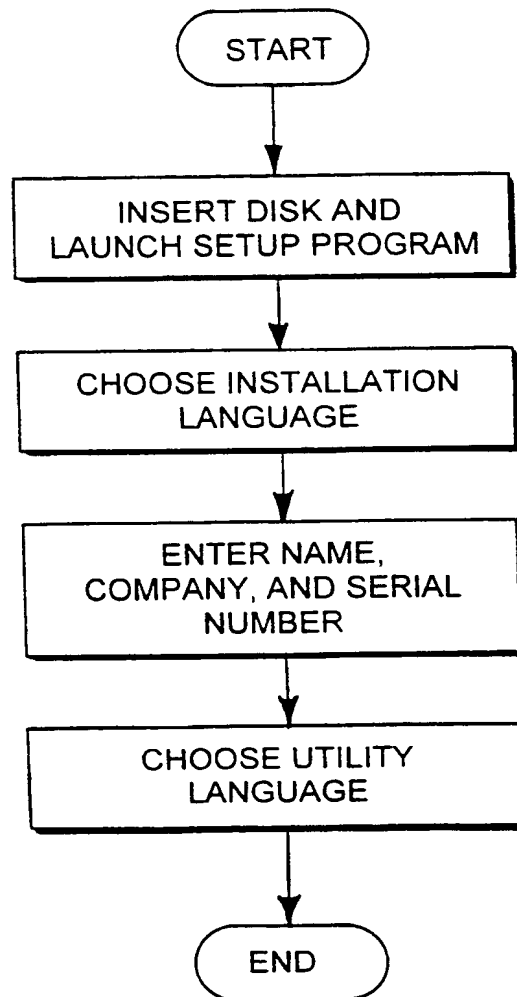 START
INSERT DISK AND
LAUNCH SETUP PROGRAM
CHOOSE INSTALLATION
LANGUAGE
ENTER NAME,
COMPANY, AND SERIAL
NUMBER
CHOOSE UTILITY
LANGUAGE
END